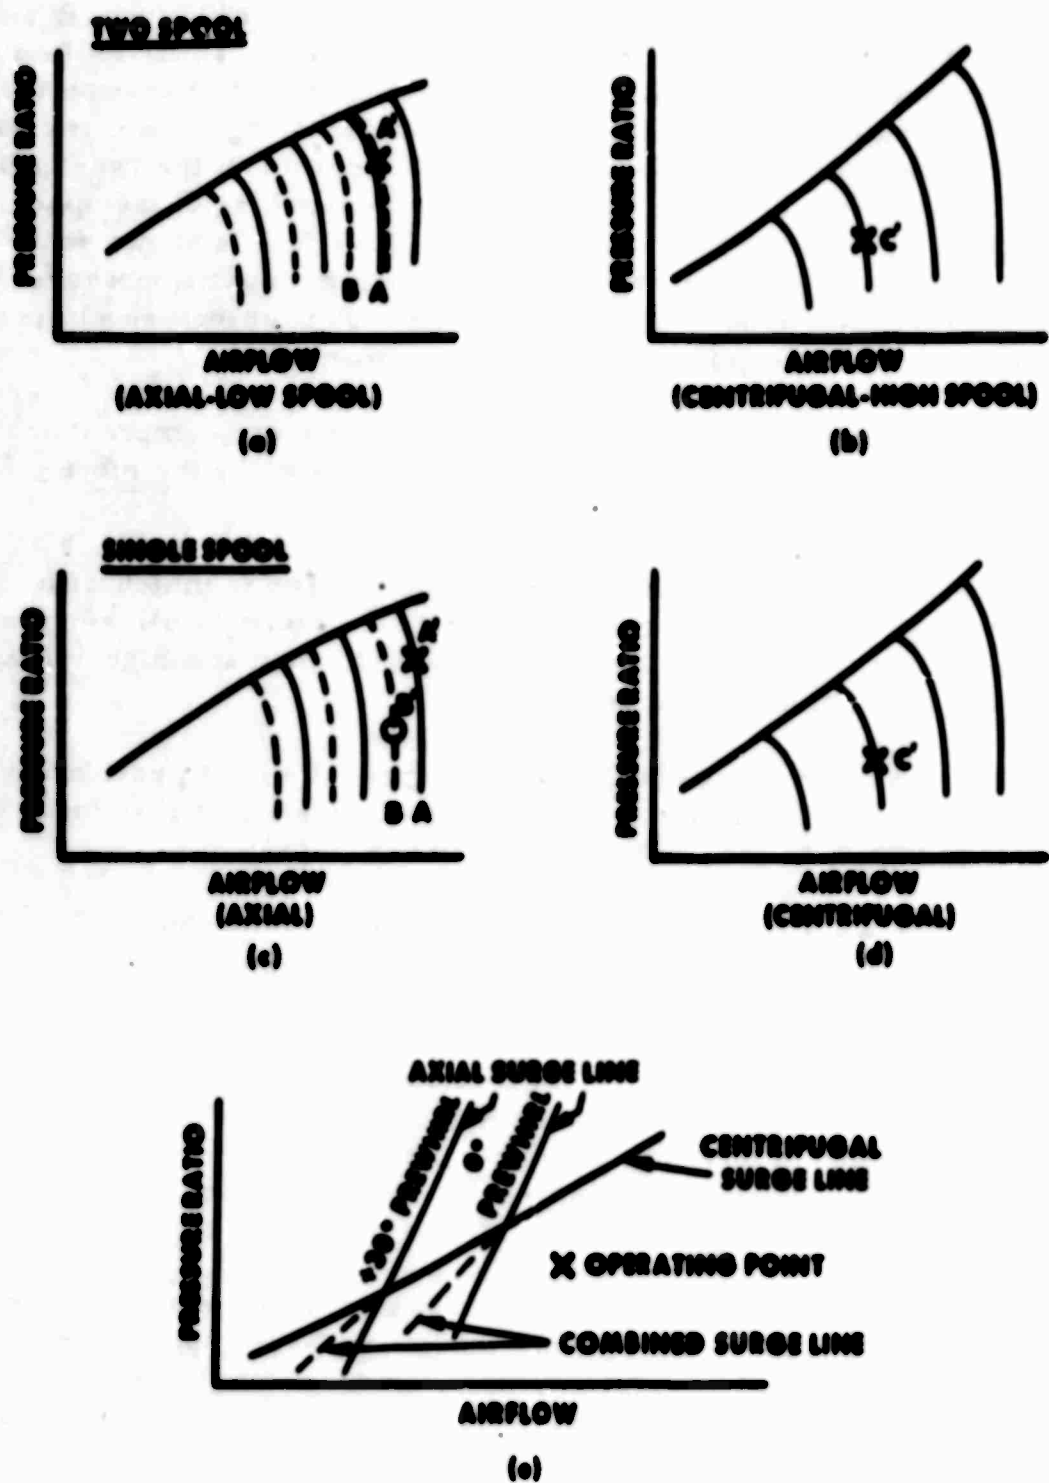 TWO SPOOL
PRESSURE RATIO
A'
B A
AIRFLOW
(AXIAL-LOW SPOOL)
(a)
PRESSURE RATIO
C'
AIRFLOW
(CENTRIFUGAL-HIGH SPOOL)
(b)
SINGLE SPOOL
PRESSURE RATIO
A'
B'
B A
AIRFLOW
(AXIAL)
(c)
PRESSURE RATIO
C'
AIRFLOW
(CENTRIFUGAL)
(d)
AXIAL SURGE LINE
PRESSURE RATIO
+30° PREWHIRL
0°
PREWHIRL
CENTRIFUGAL
SURGE LINE
X OPERATING POINT
COMBINED SURGE LINE
AIRFLOW
(e)